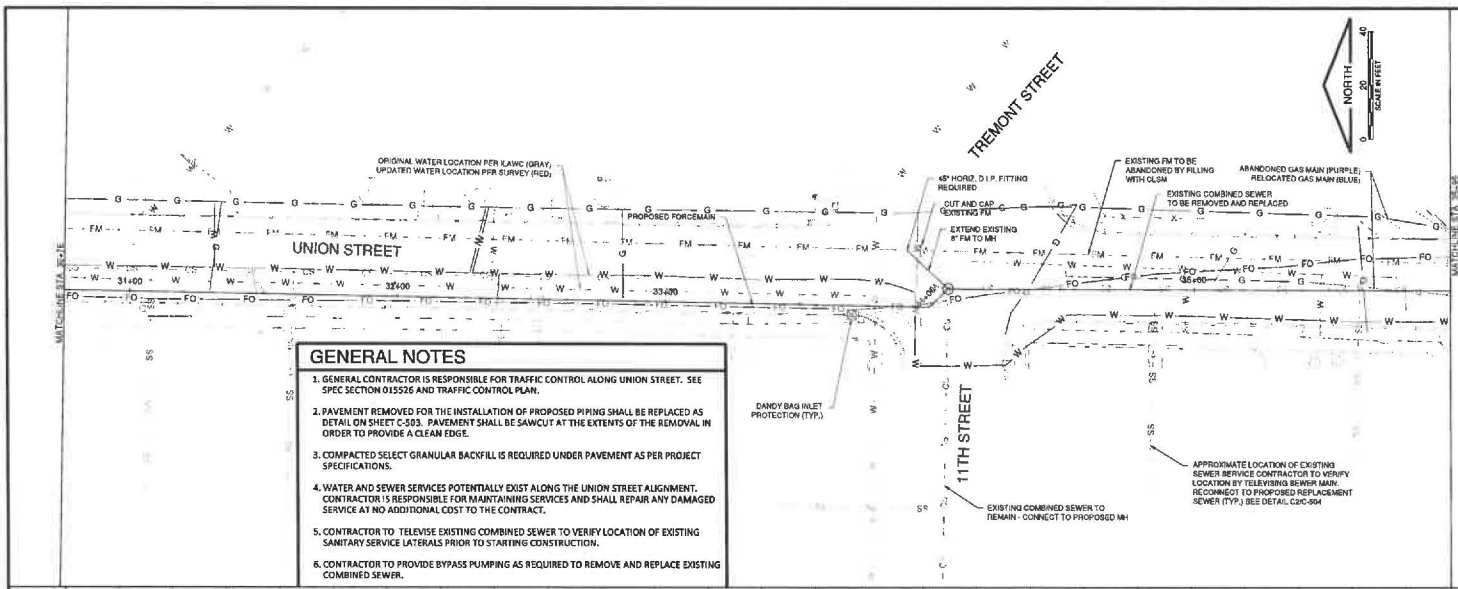 TREMONT STREET
NORTH
0 20 40
SCALE IN FEET
ORIGINAL WATER LOCATION PER ILAWC (GRAY)
UPDATED WATER LOCATION PER SURVEY (RED)
45° HORIZ. D.I.P. FITTING
REQUIRED
CUT AND CAP
EXISTING FM
EXTEND EXISTING
8" FM TO MH
EXISTING FM TO BE
ABANDONED BY FILLING
WITH CLSM
ABANDONED GAS MAIN (PURPLE)
RELOCATED GAS MAIN (BLUE)
EXISTING COMBINED SEWER
TO BE REMOVED AND REPLACED
PROPOSED FORCEMAIN
UNION STREET
31+00
32+00
33+00
35+00
MATCHLINE STA.
MATCHLINE STA.
DANDY BAG INLET
PROTECTION (TYP.)
11TH STREET
EXISTING COMBINED SEWER TO
REMAIN - CONNECT TO PROPOSED MH
APPROXIMATE LOCATION OF EXISTING
SEWER SERVICE CONTRACTOR TO VERIFY
LOCATION BY TELEVISING SEWER MAIN.
RECONNECT TO PROPOSED REPLACEMENT
SEWER (TYP.) SEE DETAIL C2/C-504
GENERAL NOTES
1. GENERAL CONTRACTOR IS RESPONSIBLE FOR TRAFFIC CONTROL ALONG UNION STREET. SEE
SPEC SECTION 015526 AND TRAFFIC CONTROL PLAN.
2. PAVEMENT REMOVED FOR THE INSTALLATION OF PROPOSED PIPING SHALL BE REPLACED AS
DETAIL ON SHEET C-503. PAVEMENT SHALL BE SAWCUT AT THE EXTENTS OF THE REMOVAL IN
ORDER TO PROVIDE A CLEAN EDGE.
3. COMPACTED SELECT GRANULAR BACKFILL IS REQUIRED UNDER PAVEMENT AS PER PROJECT
SPECIFICATIONS.
4. WATER AND SEWER SERVICES POTENTIALLY EXIST ALONG THE UNION STREET ALIGNMENT.
CONTRACTOR IS RESPONSIBLE FOR MAINTAINING SERVICES AND SHALL REPAIR ANY DAMAGED
SERVICE AT NO ADDITIONAL COST TO THE CONTRACT.
5. CONTRACTOR TO TELEVISE EXISTING COMBINED SEWER TO VERIFY LOCATION OF EXISTING
SANITARY SERVICE LATERALS PRIOR TO STARTING CONSTRUCTION.
6. CONTRACTOR TO PROVIDE BYPASS PUMPING AS REQUIRED TO REMOVE AND REPLACE EXISTING
COMBINED SEWER.